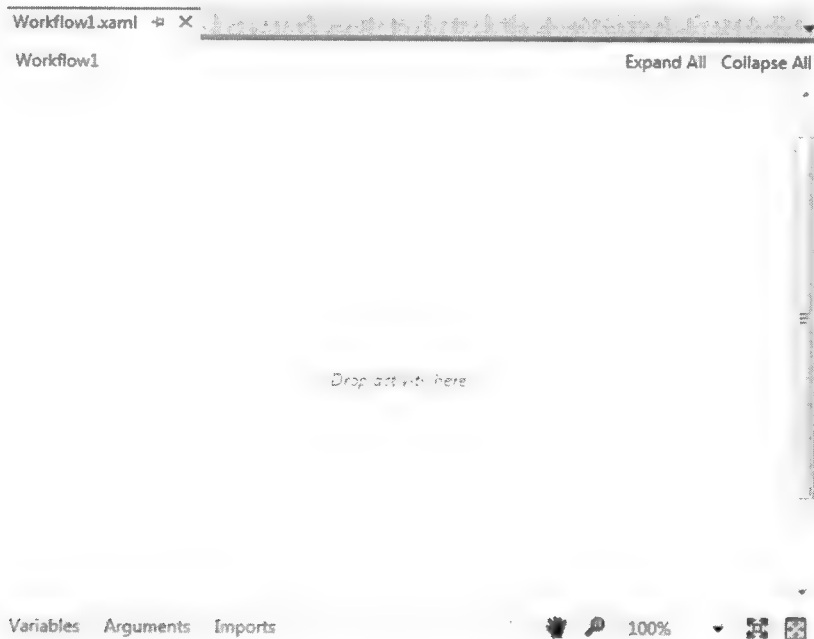 Workflow1.xaml
Workflow1 Expand All Collapse All
Drop activity here
Variables Arguments Imports 100%